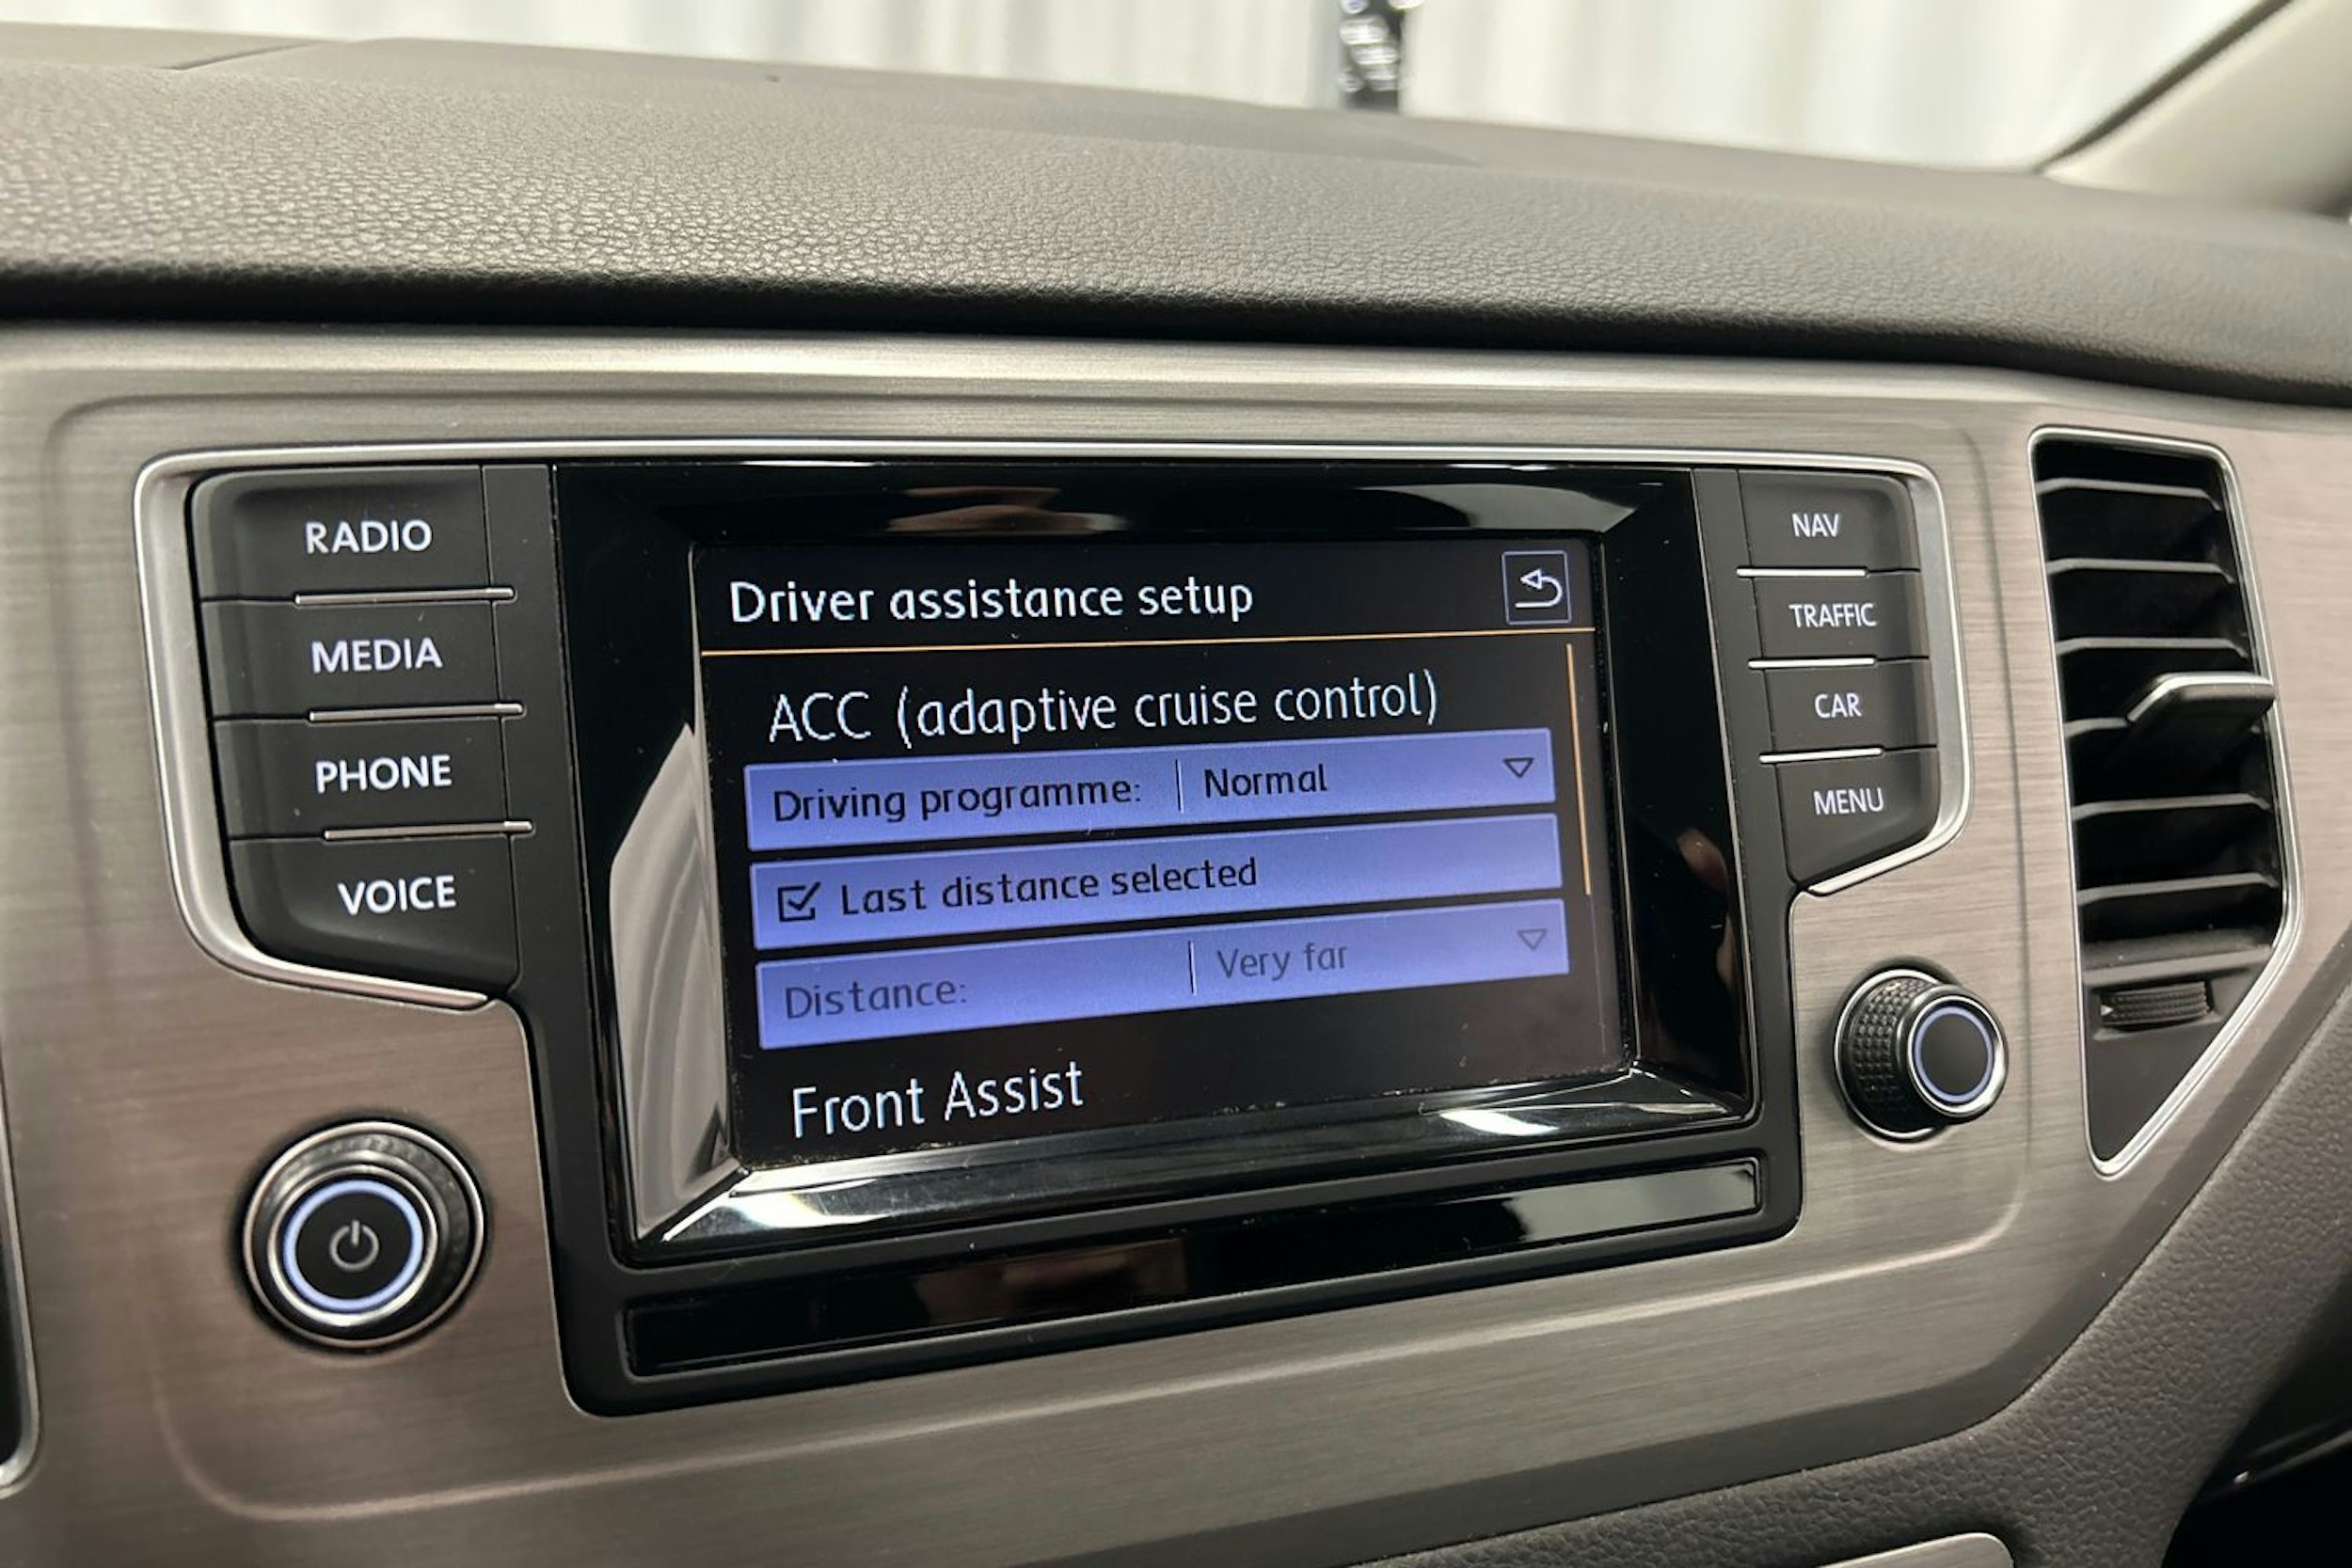 RADIO
MEDIA
PHONE
VOICE
Driver assistance setup
ACC (adaptive cruise control)
Driving programme: Normal
Last distance selected
Distance: Very far
Front Assist
NAV
TRAFFIC
CAR
MENU